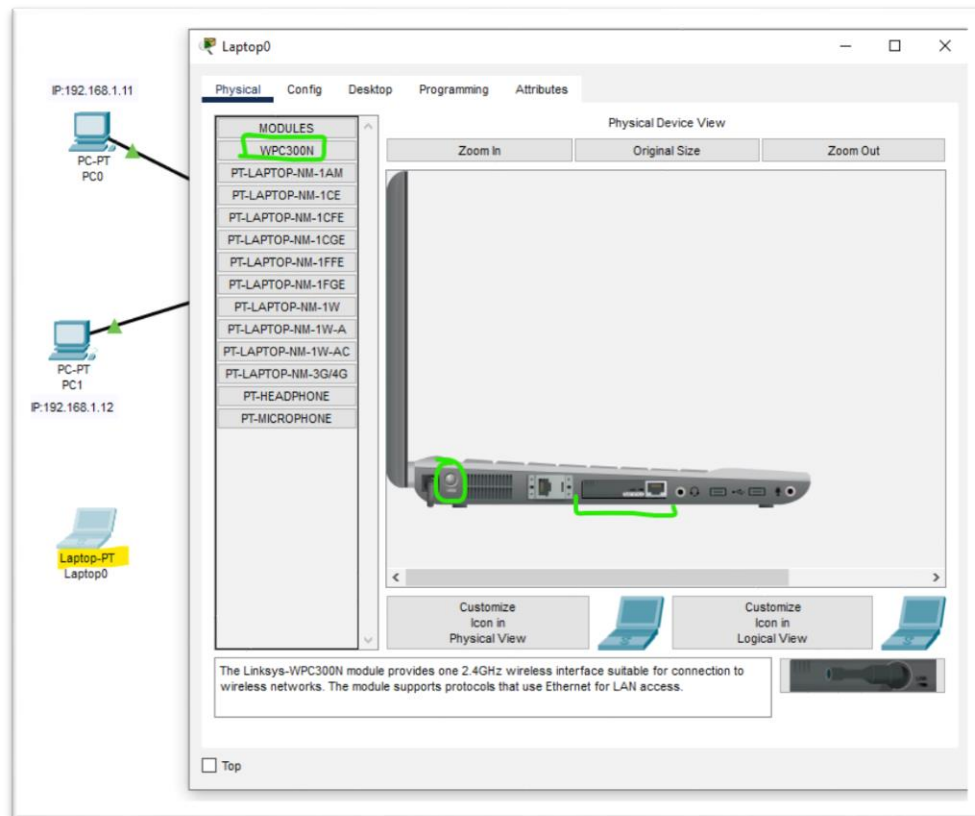 Laptop0
IP:192.168.1.11
Physical Config Desktop Programming Attributes
PC-PT
PC0
MODULES
WPC300N
PT-LAPTOP-NM-1AM
PT-LAPTOP-NM-1CE
PT-LAPTOP-NM-1CFE
PT-LAPTOP-NM-1CGE
PT-LAPTOP-NM-1FFE
PT-LAPTOP-NM-1FGE
PT-LAPTOP-NM-1W
PT-LAPTOP-NM-1W-A
PT-LAPTOP-NM-1W-AC
PT-LAPTOP-NM-3G/4G
PT-HEADPHONE
PT-MICROPHONE
Physical Device View
Zoom In Original Size Zoom Out
PC-PT
PC1
IP:192.168.1.12
Laptop-PT
Laptop0
Customize
Icon in
Physical View
Customize
Icon in
Logical View
The Linksys-WPC300N module provides one 2.4GHz wireless interface suitable for connection to
wireless networks. The module supports protocols that use Ethernet for LAN access.
Top